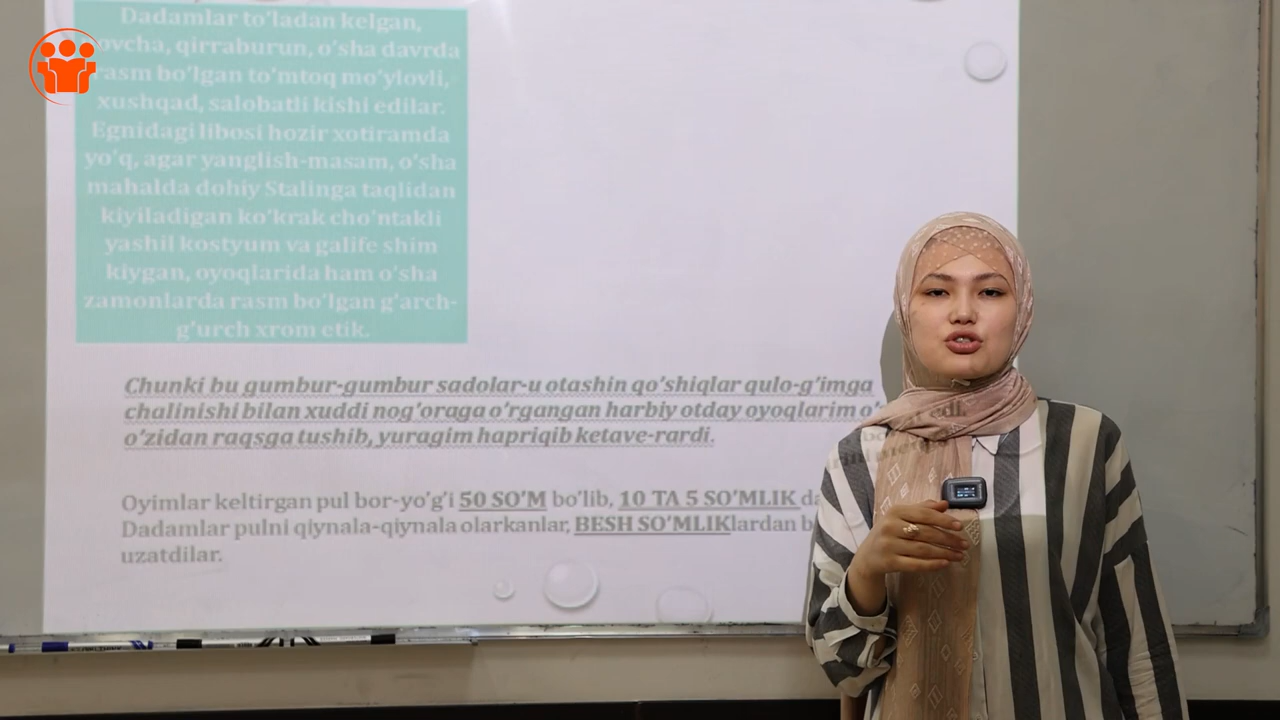 Dadamlar to'ladan kelgan,
qirraburun, o'sha davrda
rasm bo'lgan to'mtoq mo'ylovli,
xushqad, salobatli kishi edilar.
Egnidagi libosi hozir xotiramda
yo'q, agar yanglish-masam, o'sha
mahalda dohiy Stalinga taqlidan
kiyiladigan ko'krak cho'ntakli
yashil kostyum va galife shim
kiygan, oyoqlarida ham o'sha
zamonlarda rasm bo'lgan g'arch-
g'urch xrom etik.
Chunki bu gumbur-gumbur sadolar-u otashin qo'shiqlar qulo-g'imga
chalinishi bilan xuddi nog'oraga o'rgangan harbiy otday oyoqlarim
o'zidan raqsga tushib, yuragim hapriqib ketave-rardi.
Oyimlar keltirgan pul bor-yo'g'i 50 SO'M bo'lib, 10 TA 5 SO'MLIK
edi.
Dadamlar pulni qiynala-qiynala olarkanlar, BESH SO'MLIKlardan
uzatdilar.